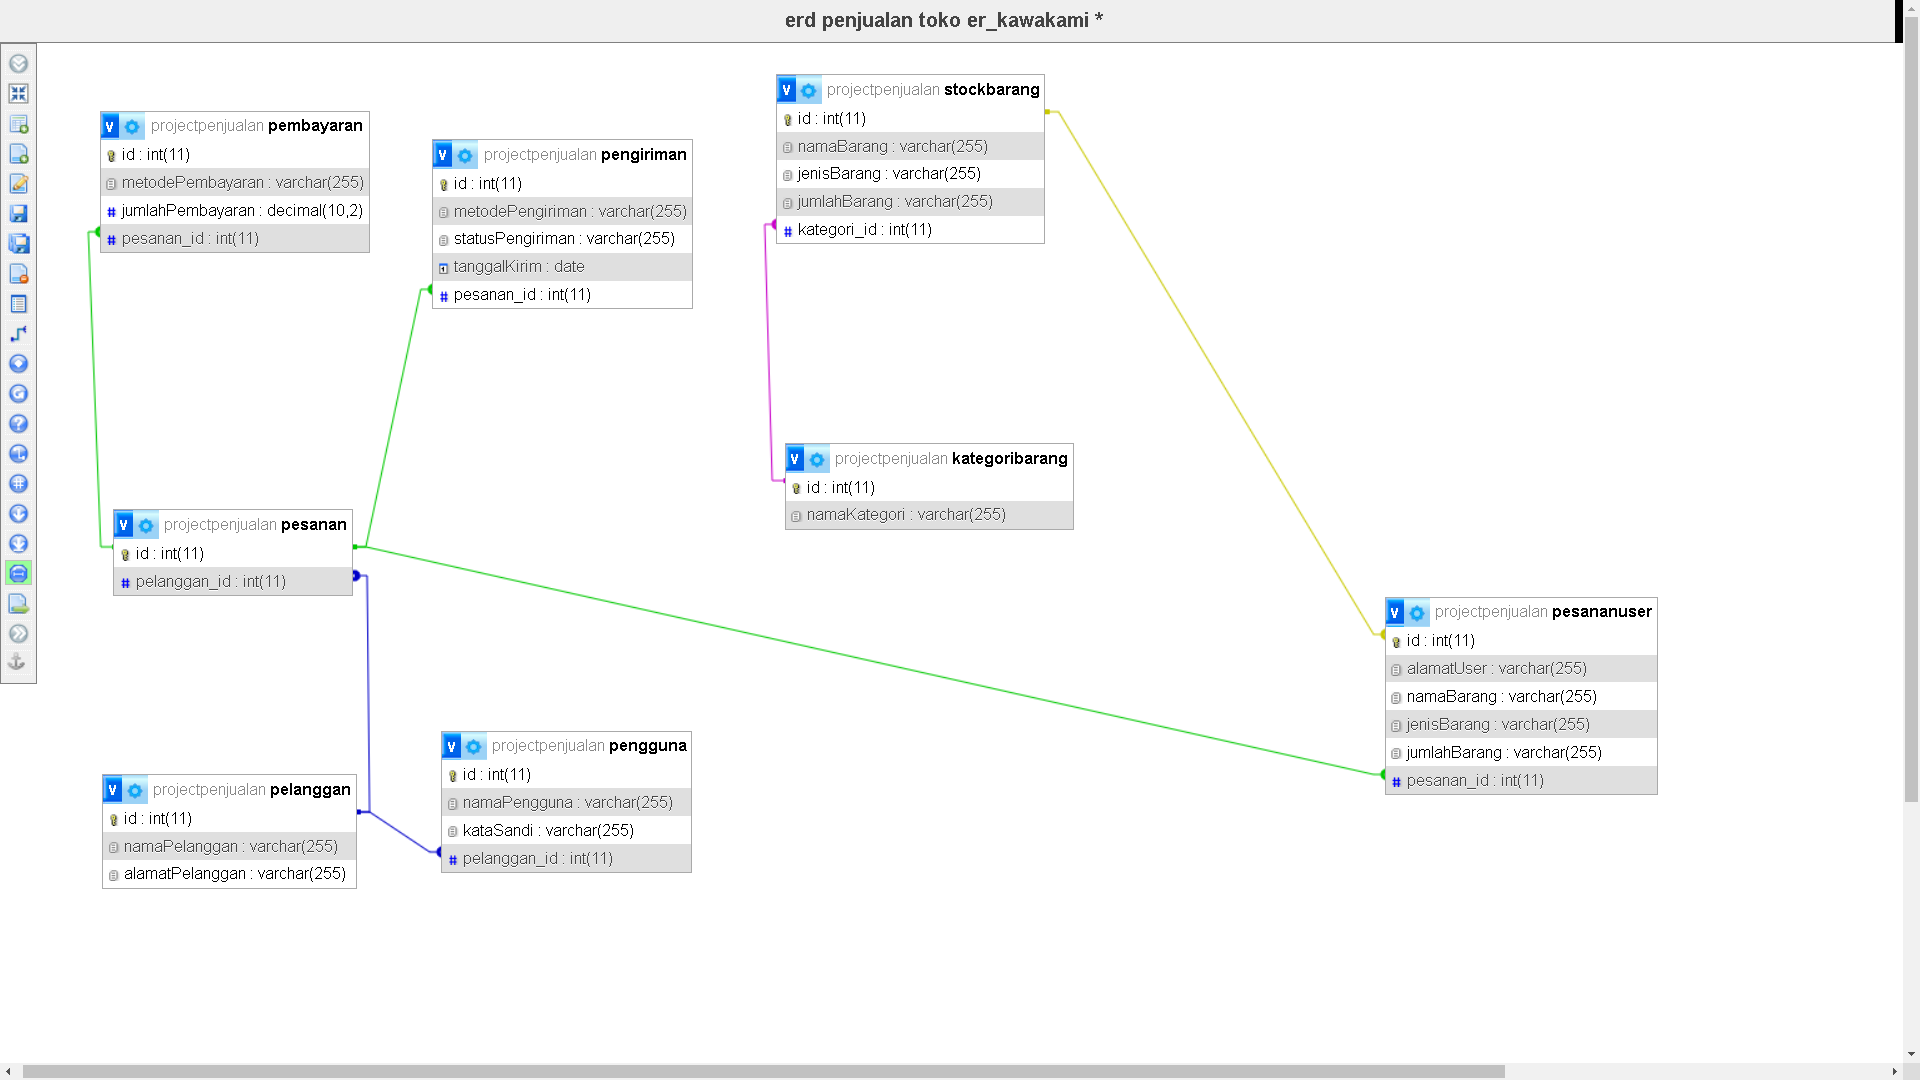 erd penjualan toko er_kawakami *
V projectpenjualan pembayaran
id : int(11)
metodePembayaran : varchar(255)
# jumlahPembayaran : decimal(10,2)
# pesanan_id : int(11)
V projectpenjualan pengiriman
id : int(11)
metodePengiriman : varchar(255)
statusPengiriman : varchar(255)
tanggalKirim : date
# pesanan_id : int(11)
V projectpenjualan stockbarang
id : int(11)
namaBarang : varchar(255)
jenisBarang : varchar(255)
jumlahBarang : varchar(255)
# kategori_id : int(11)
V projectpenjualan kategoribarang
id : int(11)
namaKategori : varchar(255)
V projectpenjualan pesanan
id : int(11)
# pelanggan_id : int(11)
V projectpenjualan pesananuser
id : int(11)
alamatUser : varchar(255)
namaBarang : varchar(255)
jenisBarang : varchar(255)
jumlahBarang : varchar(255)
# pesanan_id : int(11)
V projectpenjualan pengguna
id : int(11)
namaPengguna : varchar(255)
kataSandi : varchar(255)
# pelanggan_id : int(11)
V projectpenjualan pelanggan
id : int(11)
namaPelanggan : varchar(255)
alamatPelanggan : varchar(255)